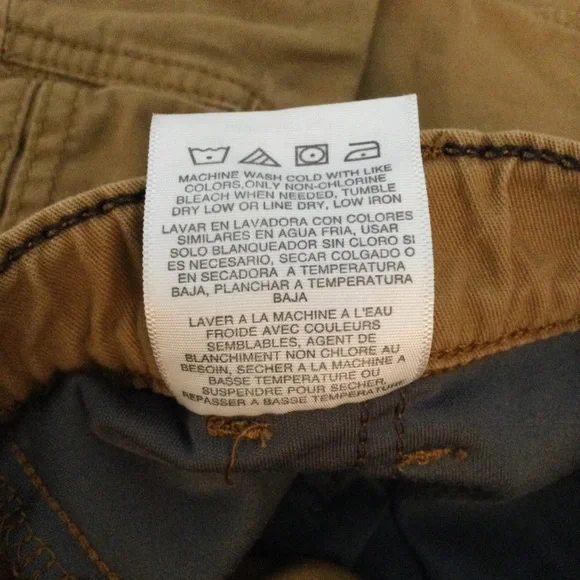 MACHINE WASH COLD WITH LIKE
COLORS,ONLY NON-CHLORINE
BLEACH WHEN NEEDED, TUMBLE
DRY LOW OR LINE DRY, LOW IRON
LAVAR EN LAVADORA CON COLORES
SIMILARES EN AGUA FRIA, USAR
SOLO BLANQUEADOR SIN CLORO SI
ES NECESARIO, SECAR COLGADO O
EN SECADORA A TEMPERATURA
BAJA, PLANCHAR A TEMPERATURA
BAJA
LAVER A LA MACHINE A L'EAU
FROIDE AVEC COULEURS
SEMBLABLES, AGENT DE
BLANCHIMENT NON CHLORE AU
BESOIN, SECHER A LA MACHINE A
BASSE TEMPERATURE OU
SUSPENDRE POUR SECHER,
REPASSER A BASSE TEMPERATURE